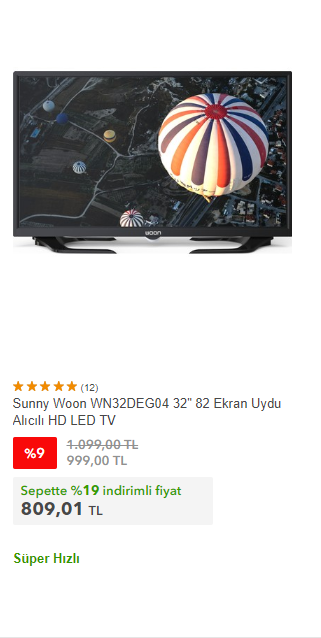 WOON
(12)
Sunny Woon WN32DEG04 32" 82 Ekran Uydu
Alıcılı HD LED TV
%9
1.099,00 TL
999,00 TL
Sepette %19 indirimli fiyat
809,01 TL
Süper Hızlı